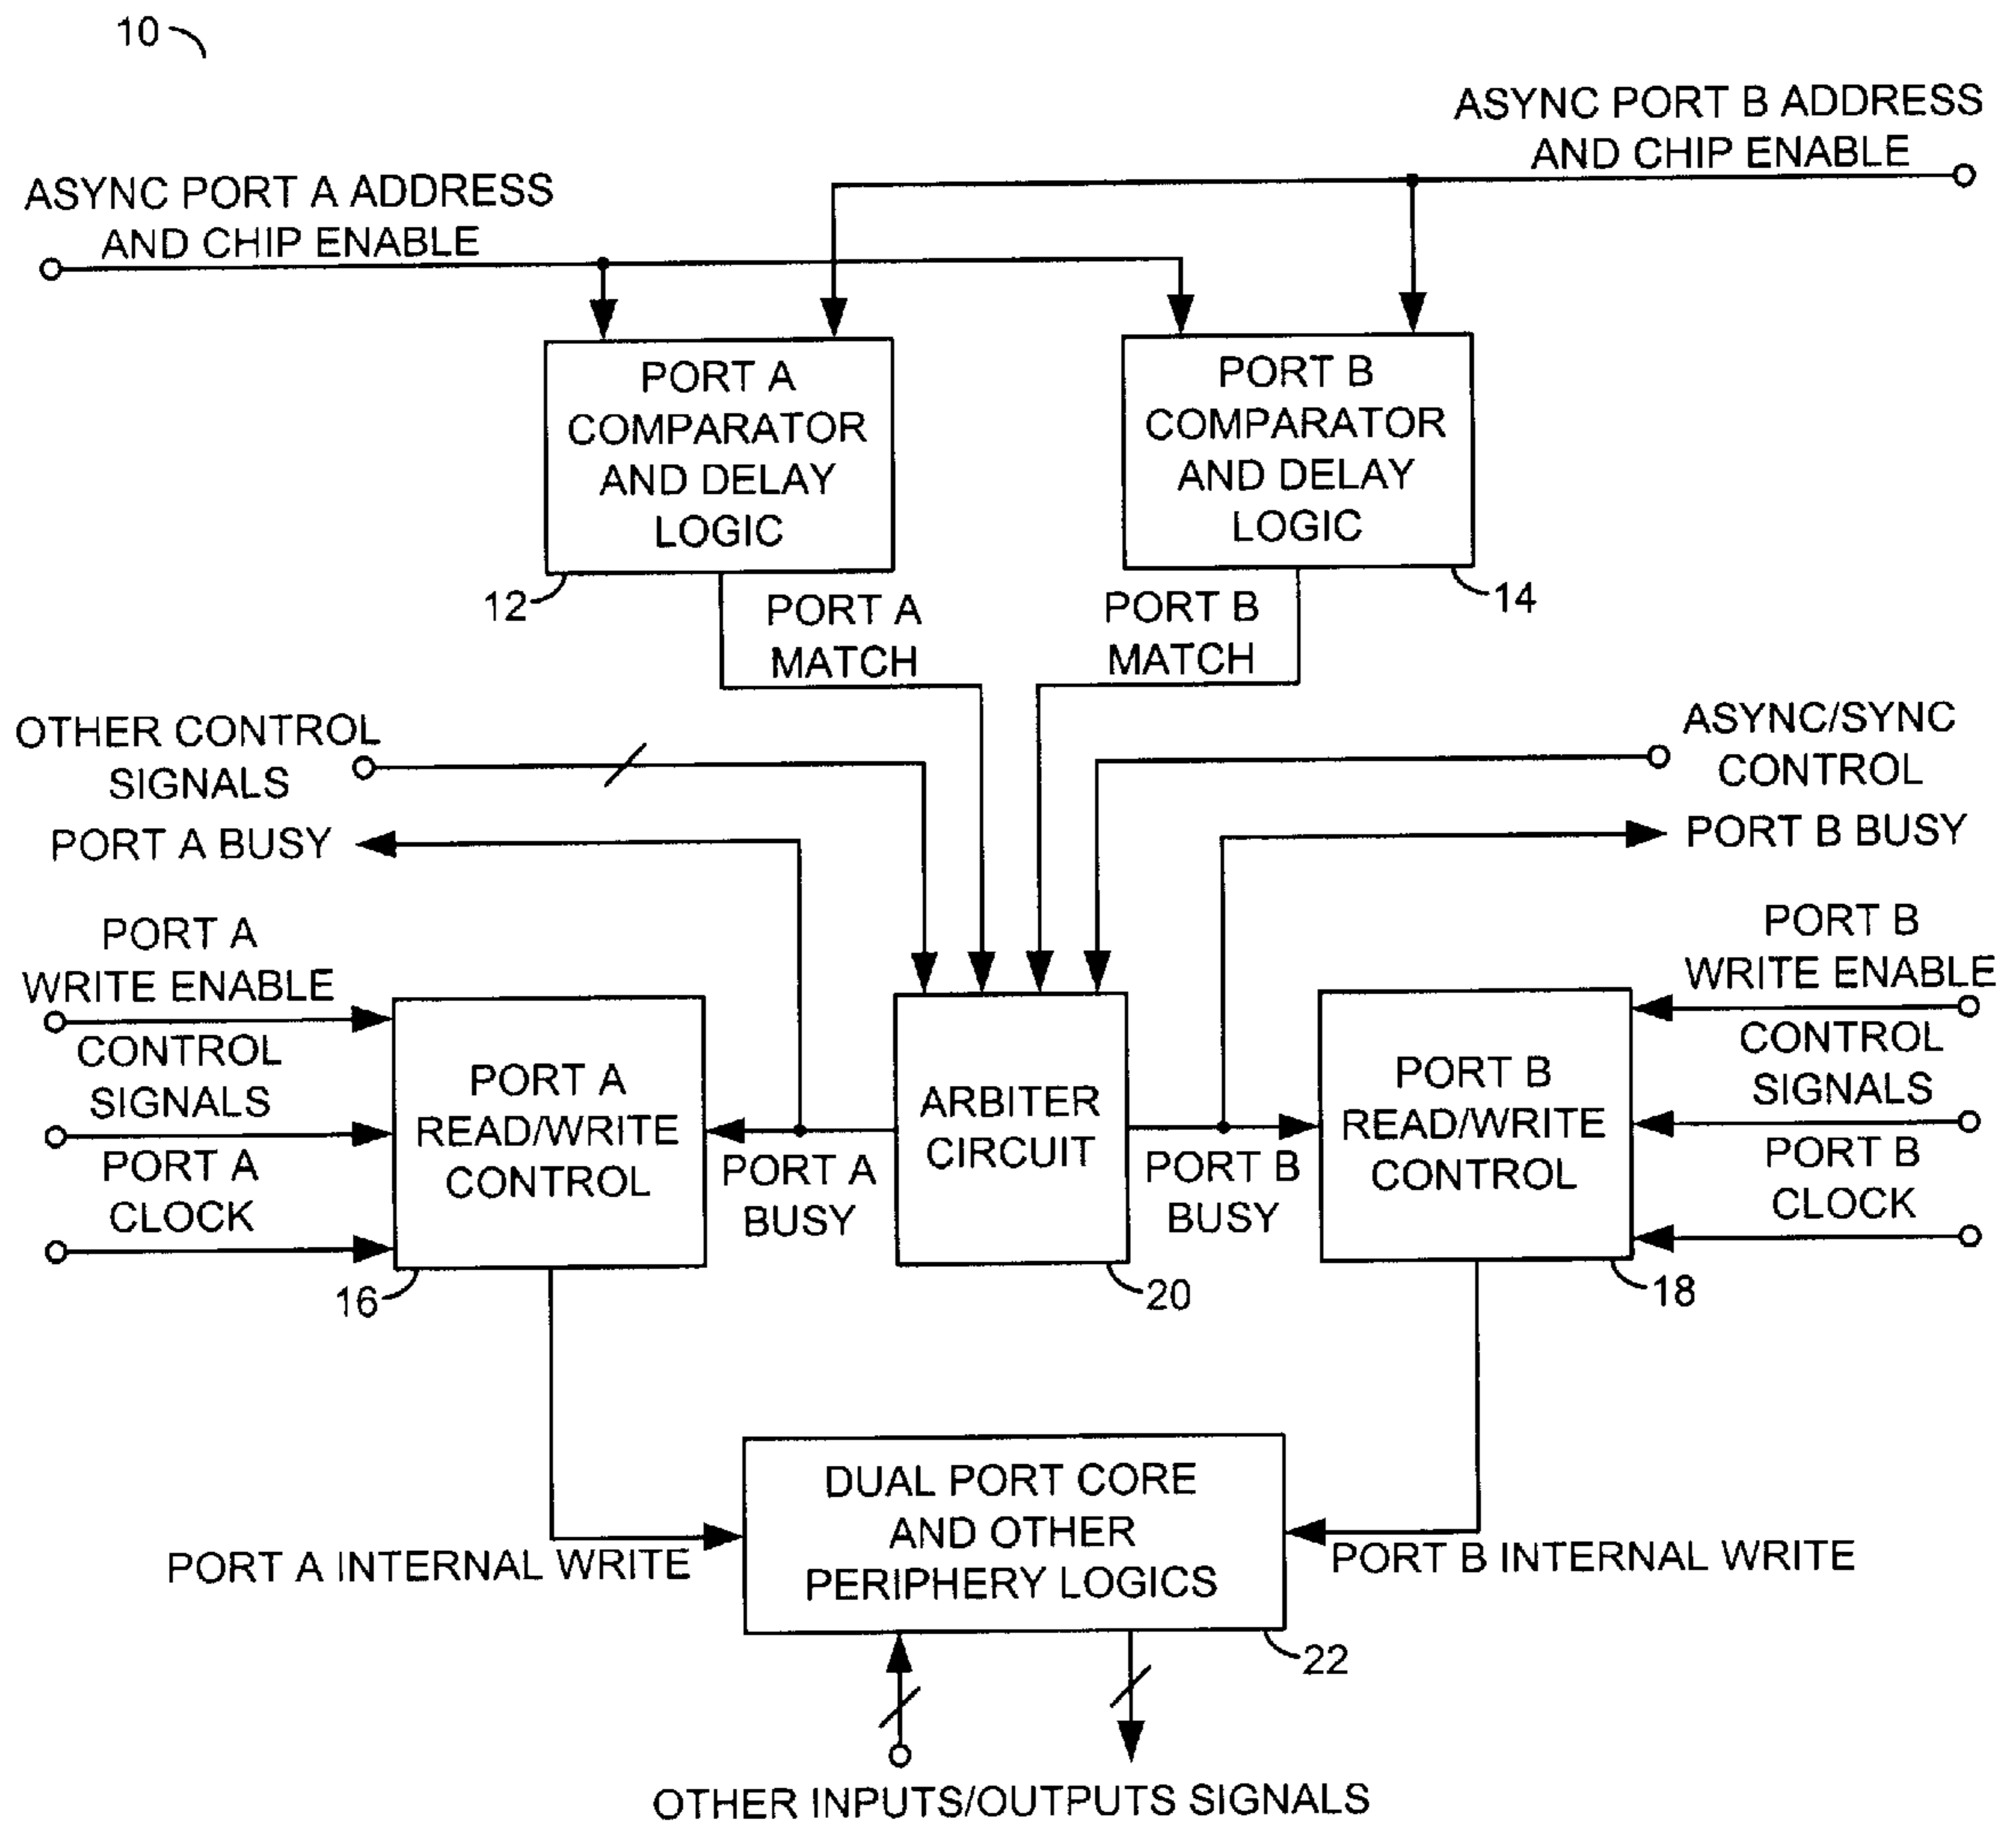 10
ASYNC PORT B ADDRESS
AND CHIP ENABLE
ASYNC PORT A ADDRESS
AND CHIP ENABLE
PORT A
COMPARATOR
AND DELAY
LOGIC
12
PORT B
COMPARATOR
AND DELAY
LOGIC
14
PORT A
MATCH
PORT B
MATCH
OTHER CONTROL
SIGNALS
ASYNC/SYNC
CONTROL
PORT A BUSY
PORT B BUSY
PORT A
WRITE ENABLE
CONTROL
SIGNALS
PORT A
CLOCK
PORT A
READ/WRITE
CONTROL
16
PORT A
BUSY
ARBITER
CIRCUIT
20
PORT B
BUSY
PORT B
READ/WRITE
CONTROL
18
PORT B
WRITE ENABLE
CONTROL
SIGNALS
PORT B
CLOCK
DUAL PORT CORE
AND OTHER
PERIPHERY LOGICS
22
PORT A INTERNAL WRITE
PORT B INTERNAL WRITE
OTHER INPUTS/OUTPUTS SIGNALS